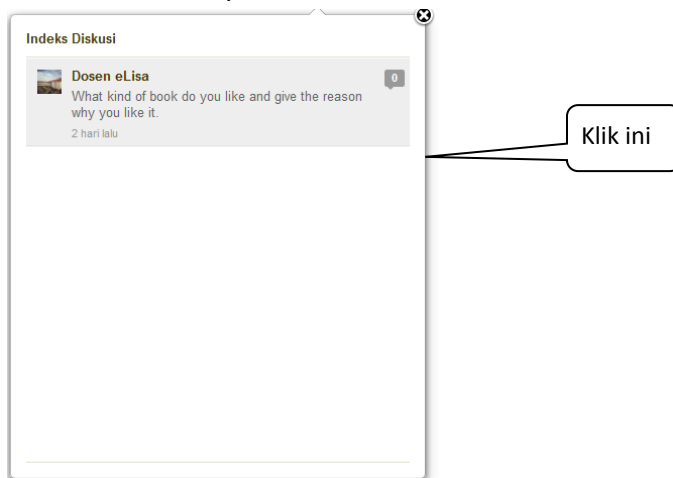 Indeks Diskusi
Dosen eLisa
0
What kind of book do you like and give the reason
why you like it.
2 hari lalu
Klik ini